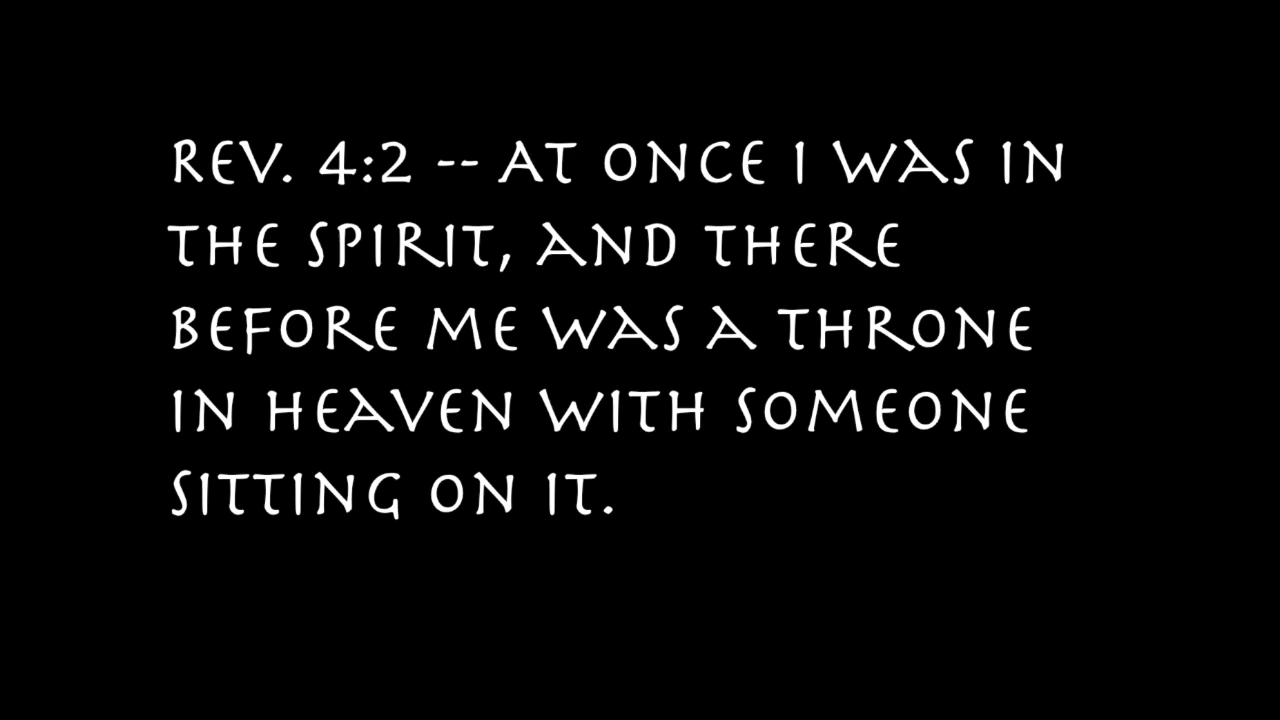 REV. 4:2 -- AT ONCE I WAS IN
THE SPIRIT, AND THERE
BEFORE ME WAS A THRONE
IN HEAVEN WITH SOMEONE
SITTING ON IT.